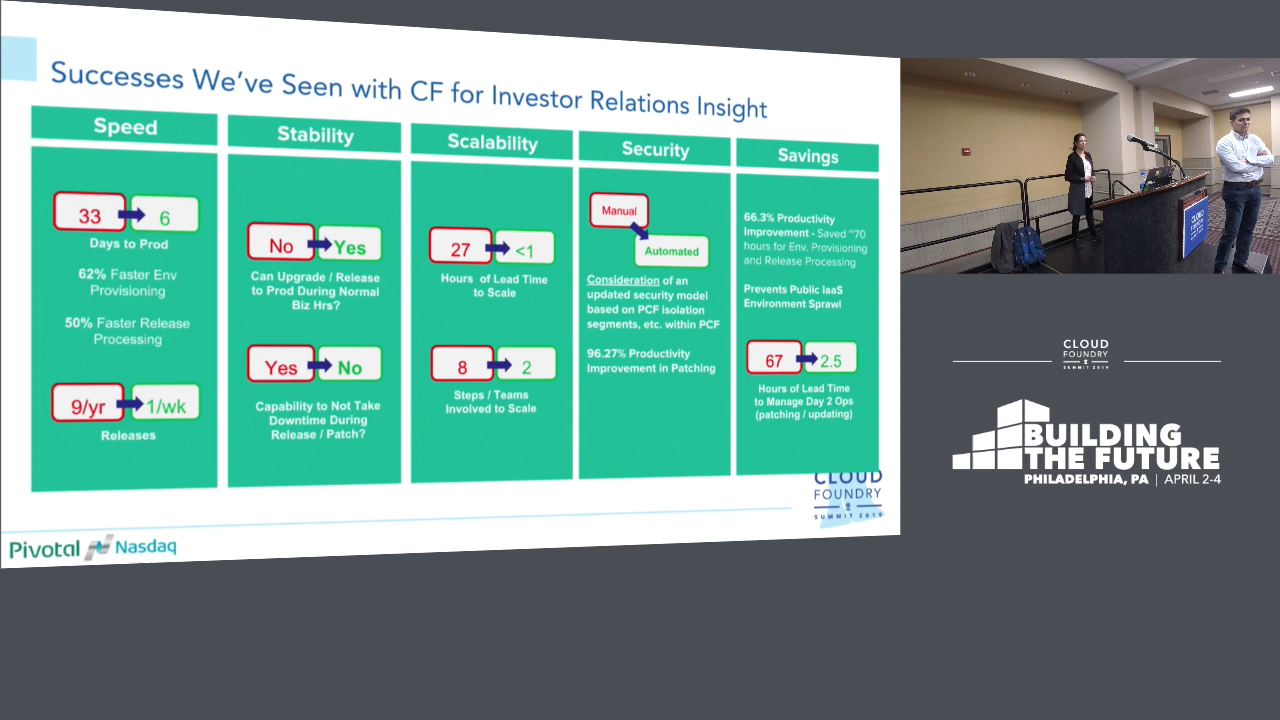 Successes We've Seen with CF for Investor Relations Insight
Speed
33
6
Days to Prod
62% Faster Env
Provisioning
50% Faster Release
Processing
9/yr
1/wk
Releases
Stability
No
Yes
Can Upgrade / Release
to Prod During Normal
Biz Hrs?
Yes
No
Capability to Not Take
Downtime During
Release / Patch?
Scalability
27
<1
Hours of Lead Time
to Scale
8
2
Steps / Teams
Involved to Scale
Security
Manual
Automated
Consideration of an
updated security model
based on PCF isolation
segments, etc. within PCF
96.27% Productivity
Improvement in Patching
Savings
66.3% Productivity
Improvement - Saved ~70
hours for Env. Provisioning
and Release Processing
Prevents Public IaaS
Environment Sprawl
67
2.5
Hours of Lead Time
to Manage Day 2 Ops
(patching / updating)
CLOUD
FOUNDRY
SUMMIT 2019
Pivotal
Nasdaq
CLOUD
FOUNDRY
SUMMIT 2019
BUILDING
THE FUTURE
PHILADELPHIA, PA | APRIL 2-4